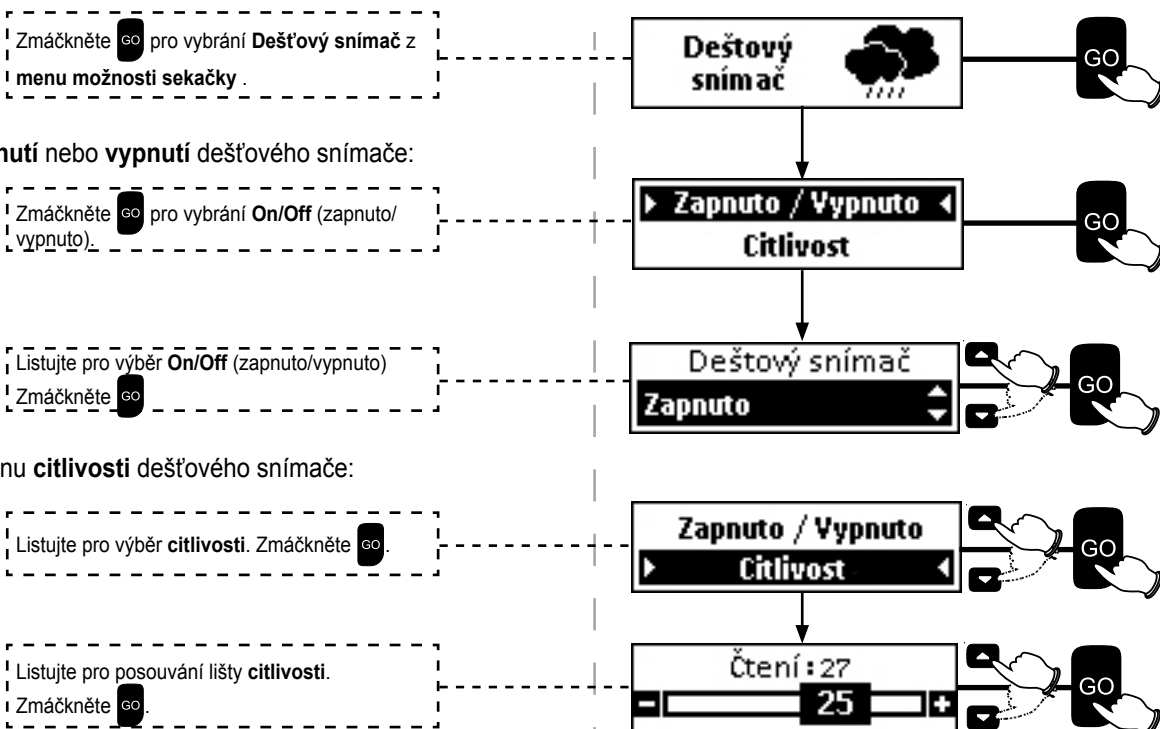 Zmáčkněte GO pro vybrání Dešťový snímač z
menu možnosti sekačky .
Deštový
snímač
GO
nutí nebo vypnutí dešťového snímače:
Zmáčkněte GO pro vybrání On/Off (zapnuto/
vypnuto).
Zapnuto / Vypnuto
Citlivost
GO
Listujte pro výběr On/Off (zapnuto/vypnuto)
Zmáčkněte GO
Deštový snímač
Zapnuto
GO
nu citlivosti dešťového snímače:
Listujte pro výběr citlivosti. Zmáčkněte GO.
Zapnuto / Vypnuto
Citlivost
GO
Listujte pro posouvání lišty citlivosti.
Zmáčkněte GO.
Čtení:27
- 25 +
GO